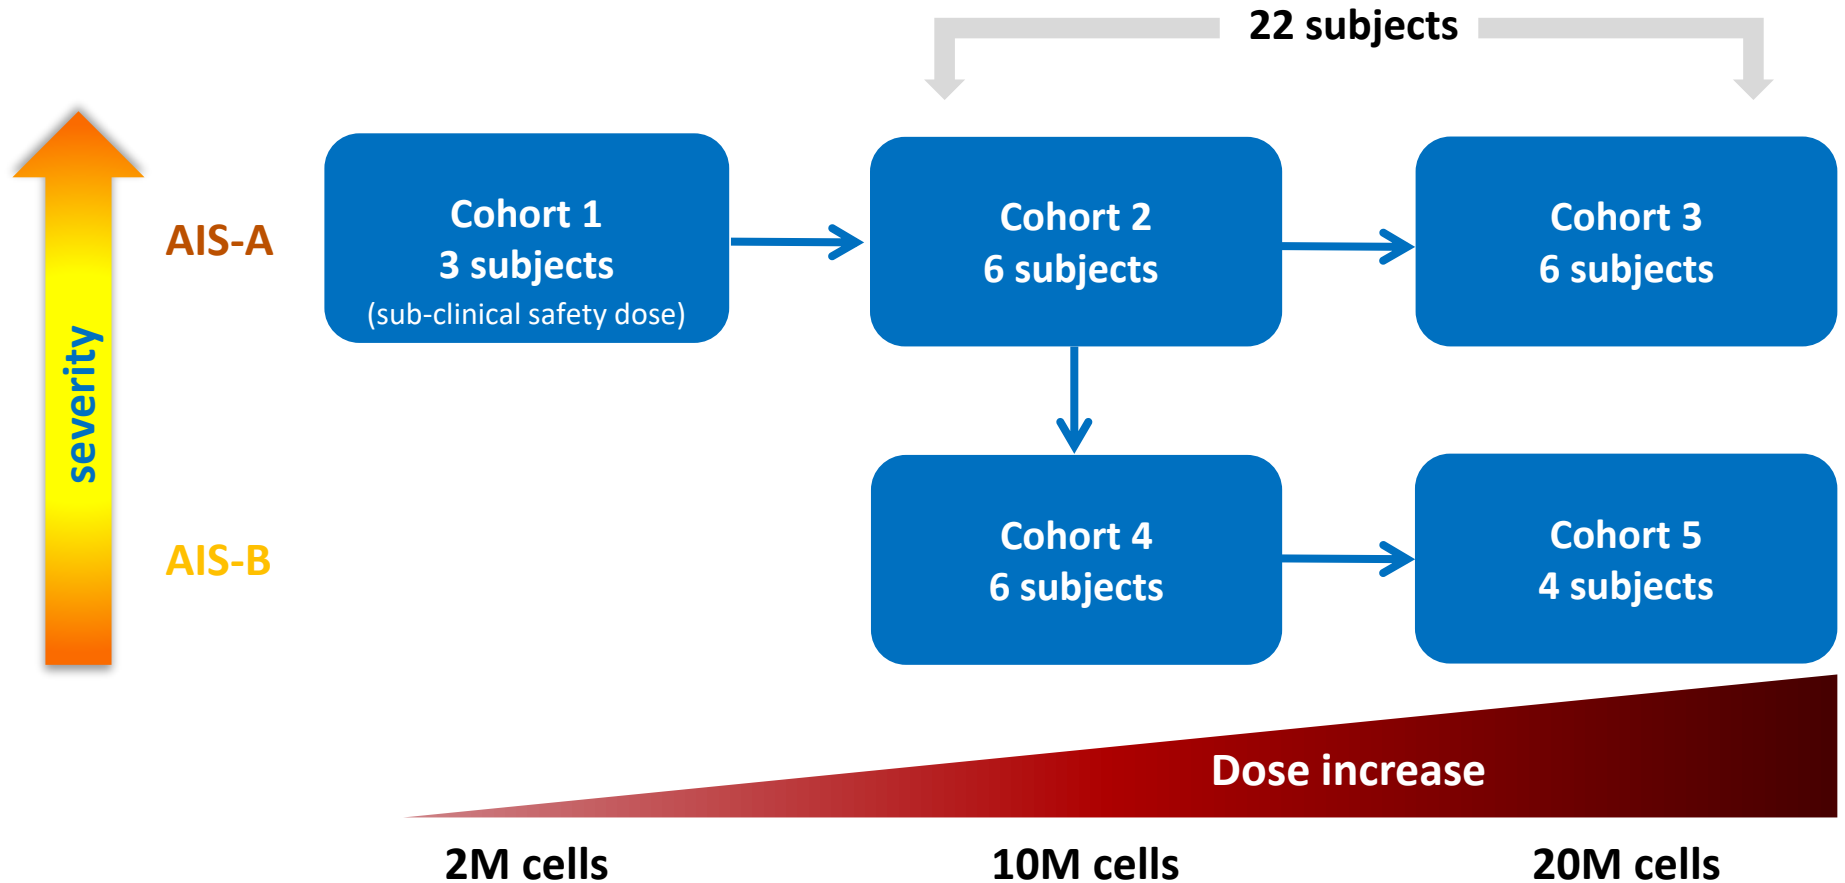 22 subjects
severity
AIS-A
Cohort 1
3 subjects
(sub-clinical safety dose)
Cohort 2
6 subjects
Cohort 3
6 subjects
AIS-B
Cohort 4
6 subjects
Cohort 5
4 subjects
Dose increase
2M cells
10M cells
20M cells